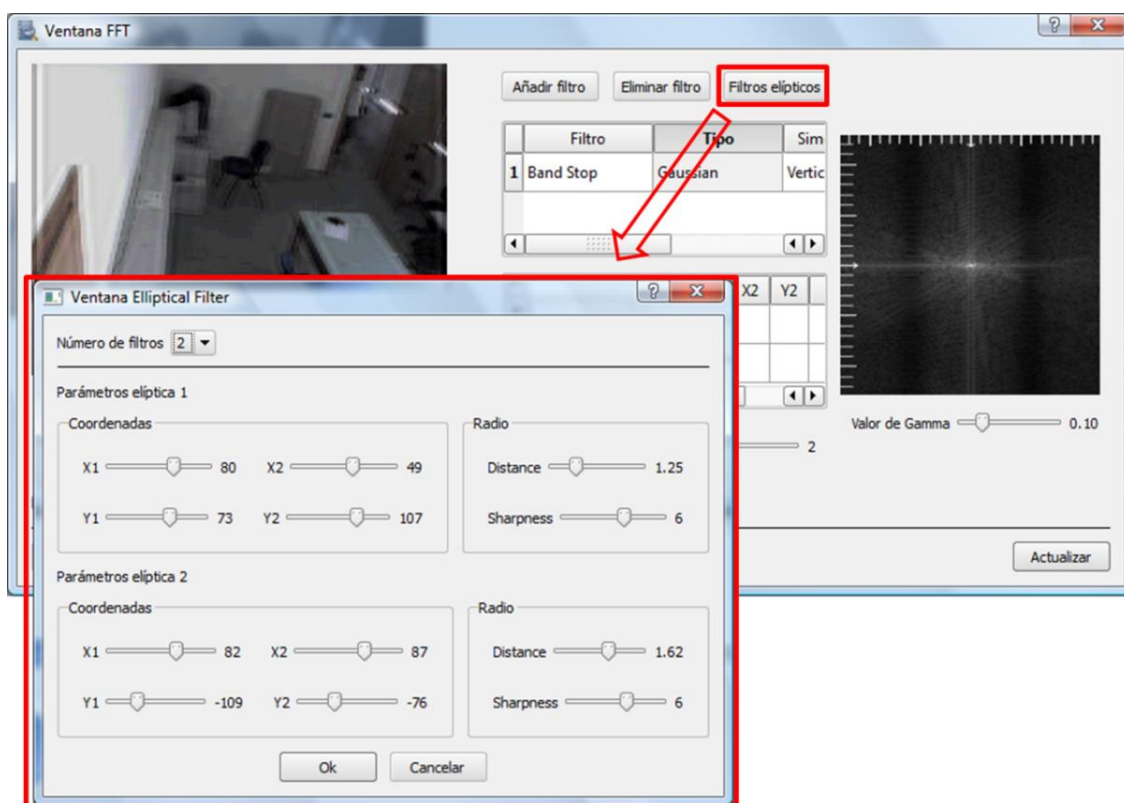 Ventana FFT
Añadir filtro Eliminar filtro Filtros elípticos
Filtro Tipo Sim
1 Band Stop Gaussian Vertic
X2 Y2
Valor de Gamma 0.10
2
Actualizar
Ventana Elliptical Filter
Número de filtros 2
Parámetros elíptica 1
Coordenadas Radio
X1 80 X2 49 Distance 1.25
Y1 73 Y2 107 Sharpness 6
Parámetros elíptica 2
Coordenadas Radio
X1 82 X2 87 Distance 1.62
Y1 -109 Y2 -76 Sharpness 6
Ok Cancelar